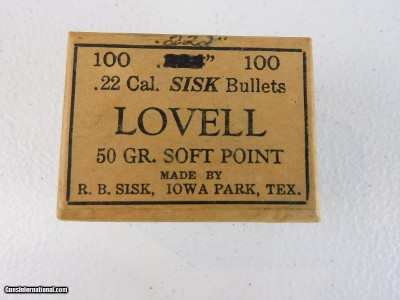 .222"
100 100
.22 Cal. SISK Bullets
LOVELL
50 GR. SOFT POINT
MADE BY
R. B. SISK, IOWA PARK, TEX.
GunsInternational.com